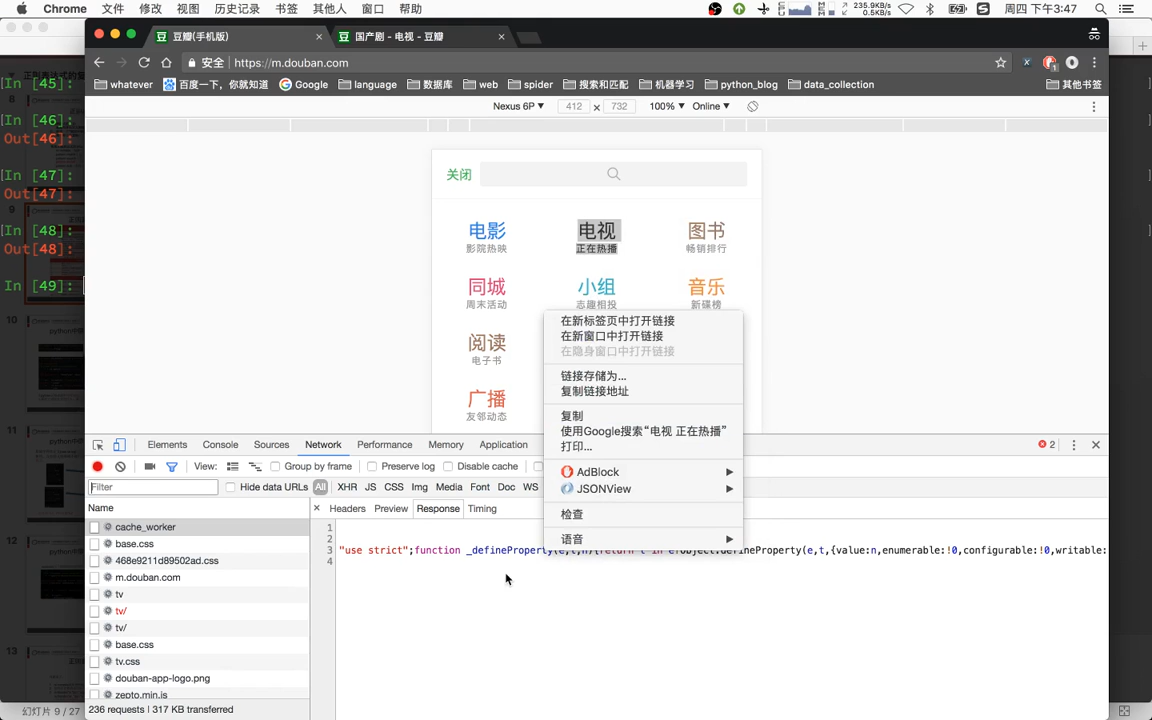 Chrome 文件 修改 视图 历史记录 书签 其他人 窗口 帮助 235.9KB/s 0.5KB/s 周四 下午3:47
豆瓣(手机版) × 国产剧 - 电视 - 豆瓣 ×
安全 https://m.douban.com
whatever 百度一下，你就知道 Google language 数据库 web spider 搜索和匹配 机器学习 python_blog data_collection 其他书签
Nexus 6P ▼ 412 × 732 100% ▼ Online ▼
In [45]:
In [46]:
Out[46]:
In [47]:
Out[47]:
In [48]:
Out[48]:
In [49]:
8
9
10
11
12
13
关闭
电影 电视 图书
影院热映 正在热播 畅销排行
同城 小组 音乐
周末活动 志趣相投 新碟榜
阅读
电子书
广播
友邻动态
在新标签页中打开链接
在新窗口中打开链接
在隐身窗口中打开链接
链接存储为...
复制链接地址
复制
使用Google搜索“电视 正在热播”
打印...
AdBlock
JSONView
检查
语音
Elements Console Sources Network Performance Memory Application 2
View: Group by frame Preserve log Disable cache
Filter Hide data URLs All XHR JS CSS Img Media Font Doc WS
Name × Headers Preview Response Timing
cache_worker
base.css
468e9211d89502ad.css
m.douban.com
tv
tv/
tv/
base.css
tv.css
douban-app-logo.png
zepto.min.js
1
2
3 "use strict";function _defineProperty(e,t,n){return t in e?Object.defineProperty(e,t,{value:n,enumerable:!0,configurable:!0,writable:
4
236 requests | 317 KB transferred
幻灯片 9 / 27